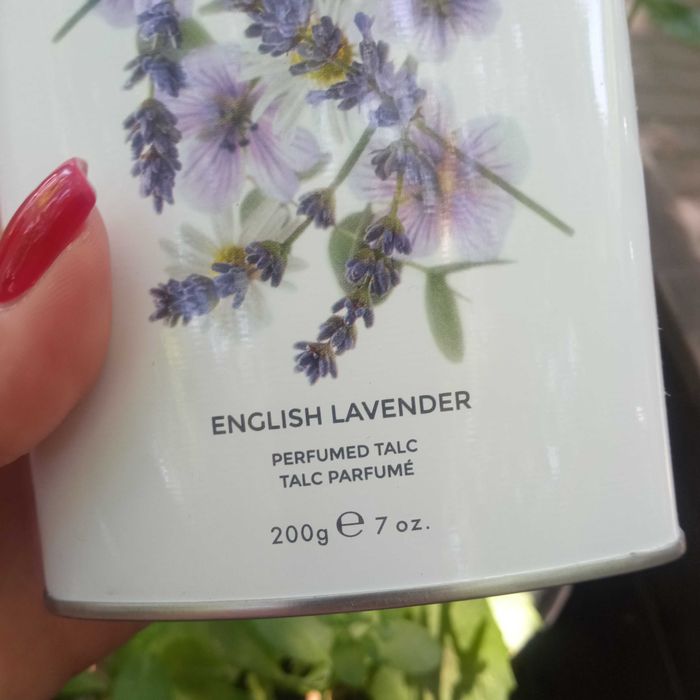 ENGLISH LAVENDER
PERFUMED TALC
TALC PARFUMÉ
200g ℮ 7 oz.